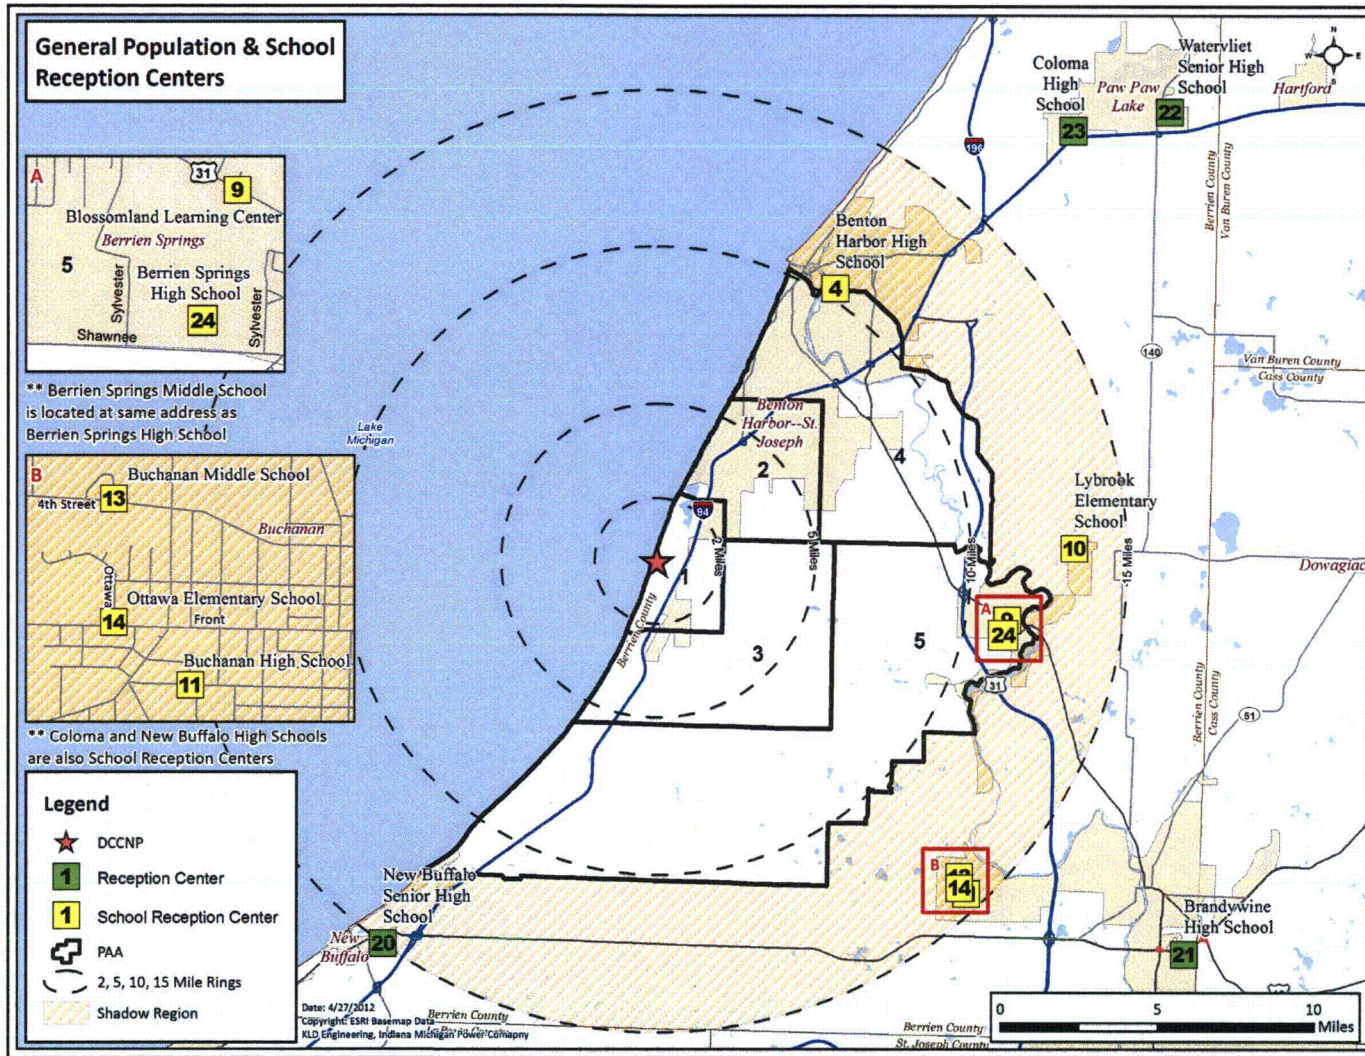 General Population & School
Reception Centers
A
31
9
Blossomland Learning Center
Berrien Springs
5
Berrien Springs
High School
Sylvester
24
Sylvester
Shawnee
** Berrien Springs Middle School
is located at same address as
Berrien Springs High School
B
Buchanan Middle School
13
4th Street
Buchanan
Ottawa
Ottawa Elementary School
14
Front
Buchanan High School
11
** Coloma and New Buffalo High Schools
are also School Reception Centers
Legend
DCCNP
1
Reception Center
1
School Reception Center
PAA
2, 5, 10, 15 Mile Rings
Shadow Region
Date: 4/27/2012
Copyright: ESRI Basemap Data
KLD Engineering, Indiana Michigan Power Comapny
Lake
Michigan
Coloma
High
School
23
Paw Paw
Lake
Watervliet
Senior High
School
22
Hartford
N
W
E
S
196
Berrien County
Van Buren County
Benton
Harbor High
School
4
140
Van Buren County
Cass County
Benton
Harbor--St.
Joseph
2
4
94
Lybrook
Elementary
School
10
2 Miles
5 Miles
10 Miles
15 Miles
Dowagiac
1
Berrien County
A
9
24
3
5
31
Berrien County
Cass County
51
B
14
New Buffalo
Senior High
School
20
New
Buffalo
Brandywine
High School
21
Berrien County
Berrien County
St. Joseph County
0
5
10
Miles